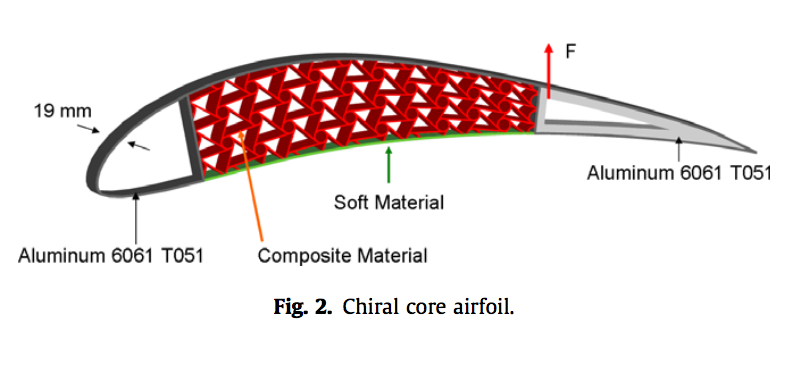 F
19 mm
Aluminum 6061 T051
Soft Material
Aluminum 6061 T051
Composite Material
Fig. 2. Chiral core airfoil.